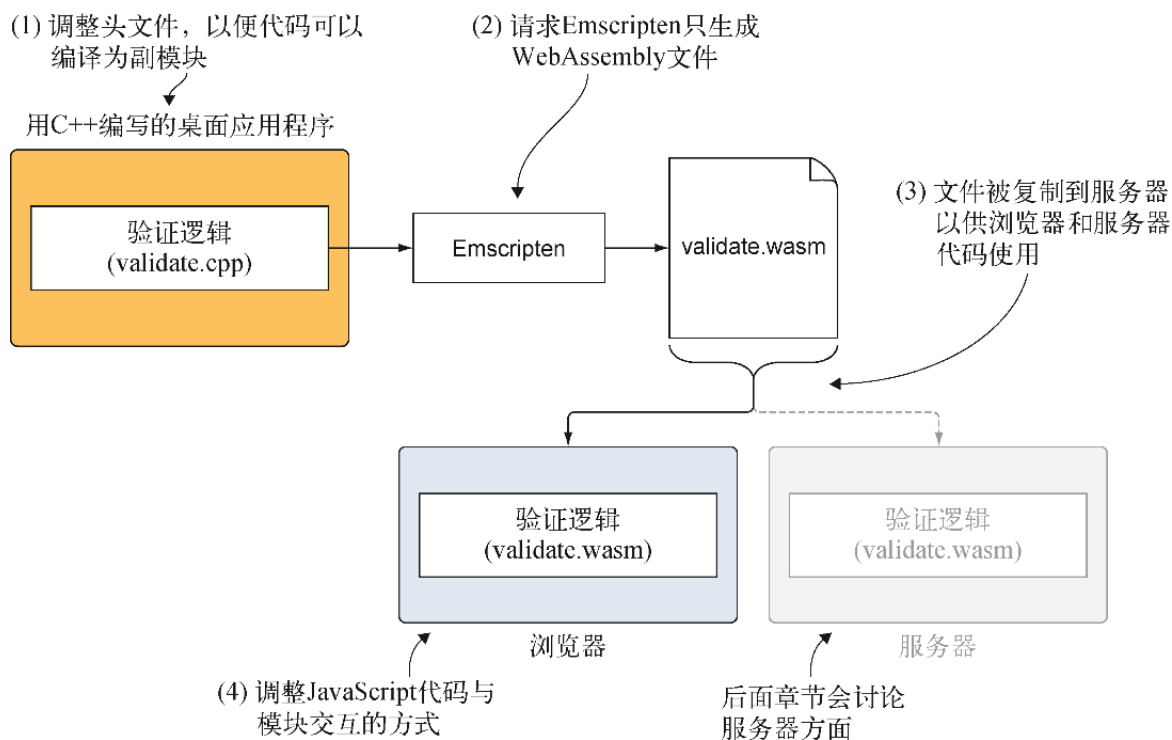 (1) 调整头文件，以便代码可以
编译为副模块
(2) 请求Emscripten只生成
WebAssembly文件
用C++编写的桌面应用程序
验证逻辑
(validate.cpp)
Emscripten
validate.wasm
(3) 文件被复制到服务器
以供浏览器和服务器
代码使用
验证逻辑
(validate.wasm)
验证逻辑
(validate.wasm)
浏览器
服务器
(4) 调整JavaScript代码与
模块交互的方式
后面章节会讨论
服务器方面